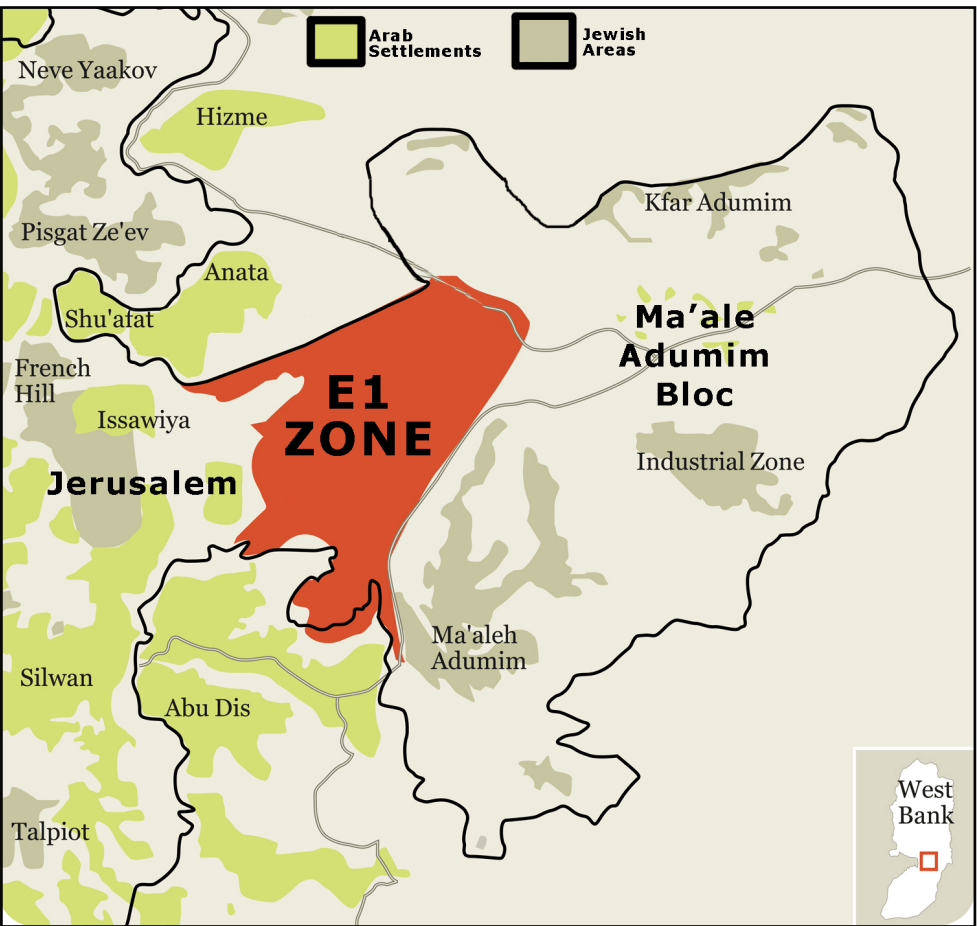 Arab
Settlements
Jewish
Areas
Neve Yaakov
Hizme
Kfar Adumim
Pisgat Ze'ev
Anata
Shu'afat
Ma’ale
Adumim
Bloc
French
Hill
E1
ZONE
Issawiya
Industrial Zone
Jerusalem
Ma'aleh
Adumim
Silwan
Abu Dis
West
Bank
Talpiot